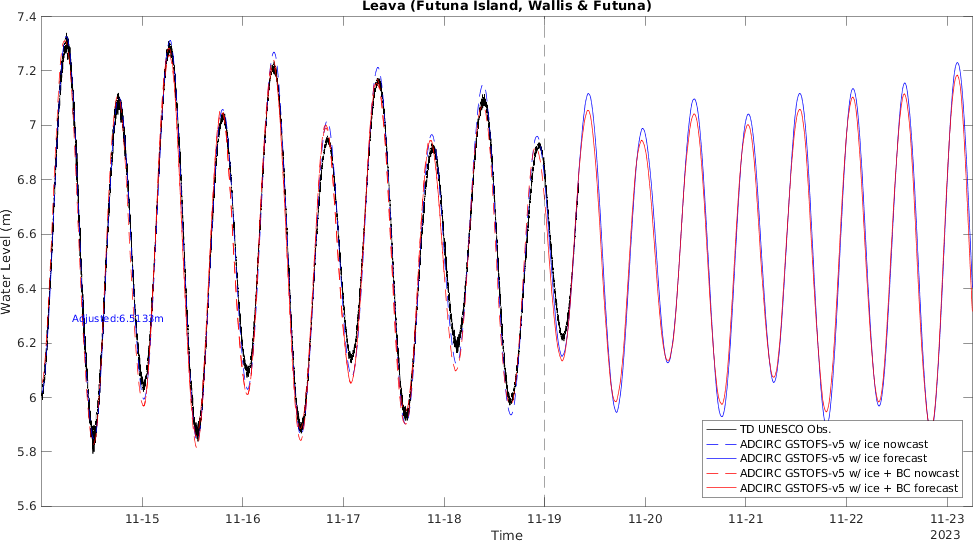 Leava (Futuna Island, Wallis & Futuna)
7.4
7.2
7
6.8
6.6
6.4
6.2
6
5.8
5.6
Water Level (m)
Adjusted:6.5133m
TD UNESCO Obs.
ADCIRC GSTOFS-v5 w/ ice nowcast
ADCIRC GSTOFS-v5 w/ ice forecast
ADCIRC GSTOFS-v5 w/ ice + BC nowcast
ADCIRC GSTOFS-v5 w/ ice + BC forecast
11-15 11-16 11-17 11-18 11-19 11-20 11-21 11-22 11-23
2023
Time